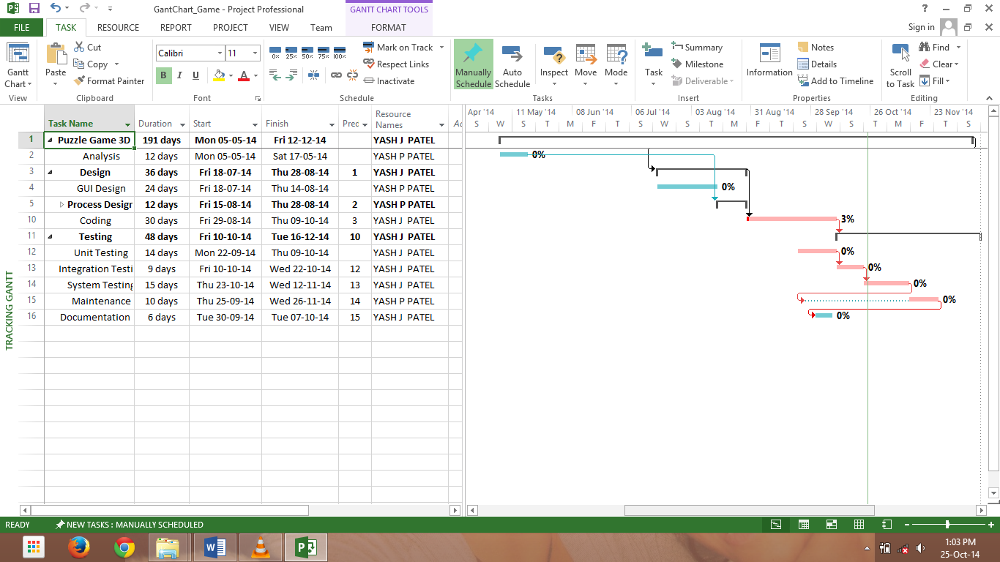 GantChart_Game - Project Professional
GANTT CHART TOOLS
?
FILE TASK RESOURCE REPORT PROJECT VIEW Team FORMAT Sign in
Gantt Chart
View
Paste
Cut
Copy
Format Painter
Clipboard
Calibri 11
B I U A
Font
0% 25% 50% 75% 100%
Mark on Track
Respect Links
Inactivate
Schedule
Manually Schedule
Auto Schedule
Inspect
Move
Mode
Tasks
Task
Summary
Milestone
Deliverable
Insert
Information
Notes
Details
Add to Timeline
Properties
Scroll to Task
Find
Clear
Fill
Editing
Task Name Duration Start Finish Prec Resource Names Ac
Apr '14 11 May '14 08 Jun '14 06 Jul '14 03 Aug '14 31 Aug '14 28 Sep '14 26 Oct '14 23 Nov '14
S W S T M F T S W S T M F T S W S T M F T S
1 Puzzle Game 3D 191 days Mon 05-05-14 Fri 12-12-14 YASH J PATEL
2 Analysis 12 days Mon 05-05-14 Sat 17-05-14 YASH P PATEL 0%
3 Design 36 days Fri 18-07-14 Thu 28-08-14 1 YASH J PATEL
4 GUI Design 24 days Fri 18-07-14 Thu 14-08-14 YASH P PATEL 0%
5 Process Design 12 days Fri 15-08-14 Thu 28-08-14 2 YASH P PATEL
10 Coding 30 days Fri 29-08-14 Thu 09-10-14 3 YASH J PATEL 3%
11 Testing 48 days Fri 10-10-14 Tue 16-12-14 10 YASH J PATEL
12 Unit Testing 14 days Mon 22-09-14 Thu 09-10-14 YASH J PATEL 0%
13 Integration Testi 9 days Fri 10-10-14 Wed 22-10-14 12 YASH J PATEL 0%
14 System Testing 15 days Thu 23-10-14 Wed 12-11-14 13 YASH J PATEL 0%
15 Maintenance 10 days Thu 25-09-14 Wed 26-11-14 14 YASH P PATEL 0%
16 Documentation 6 days Tue 30-09-14 Tue 07-10-14 15 YASH J PATEL 0%
TRACKING GANTT
READY NEW TASKS : MANUALLY SCHEDULED
1:03 PM
25-Oct-14